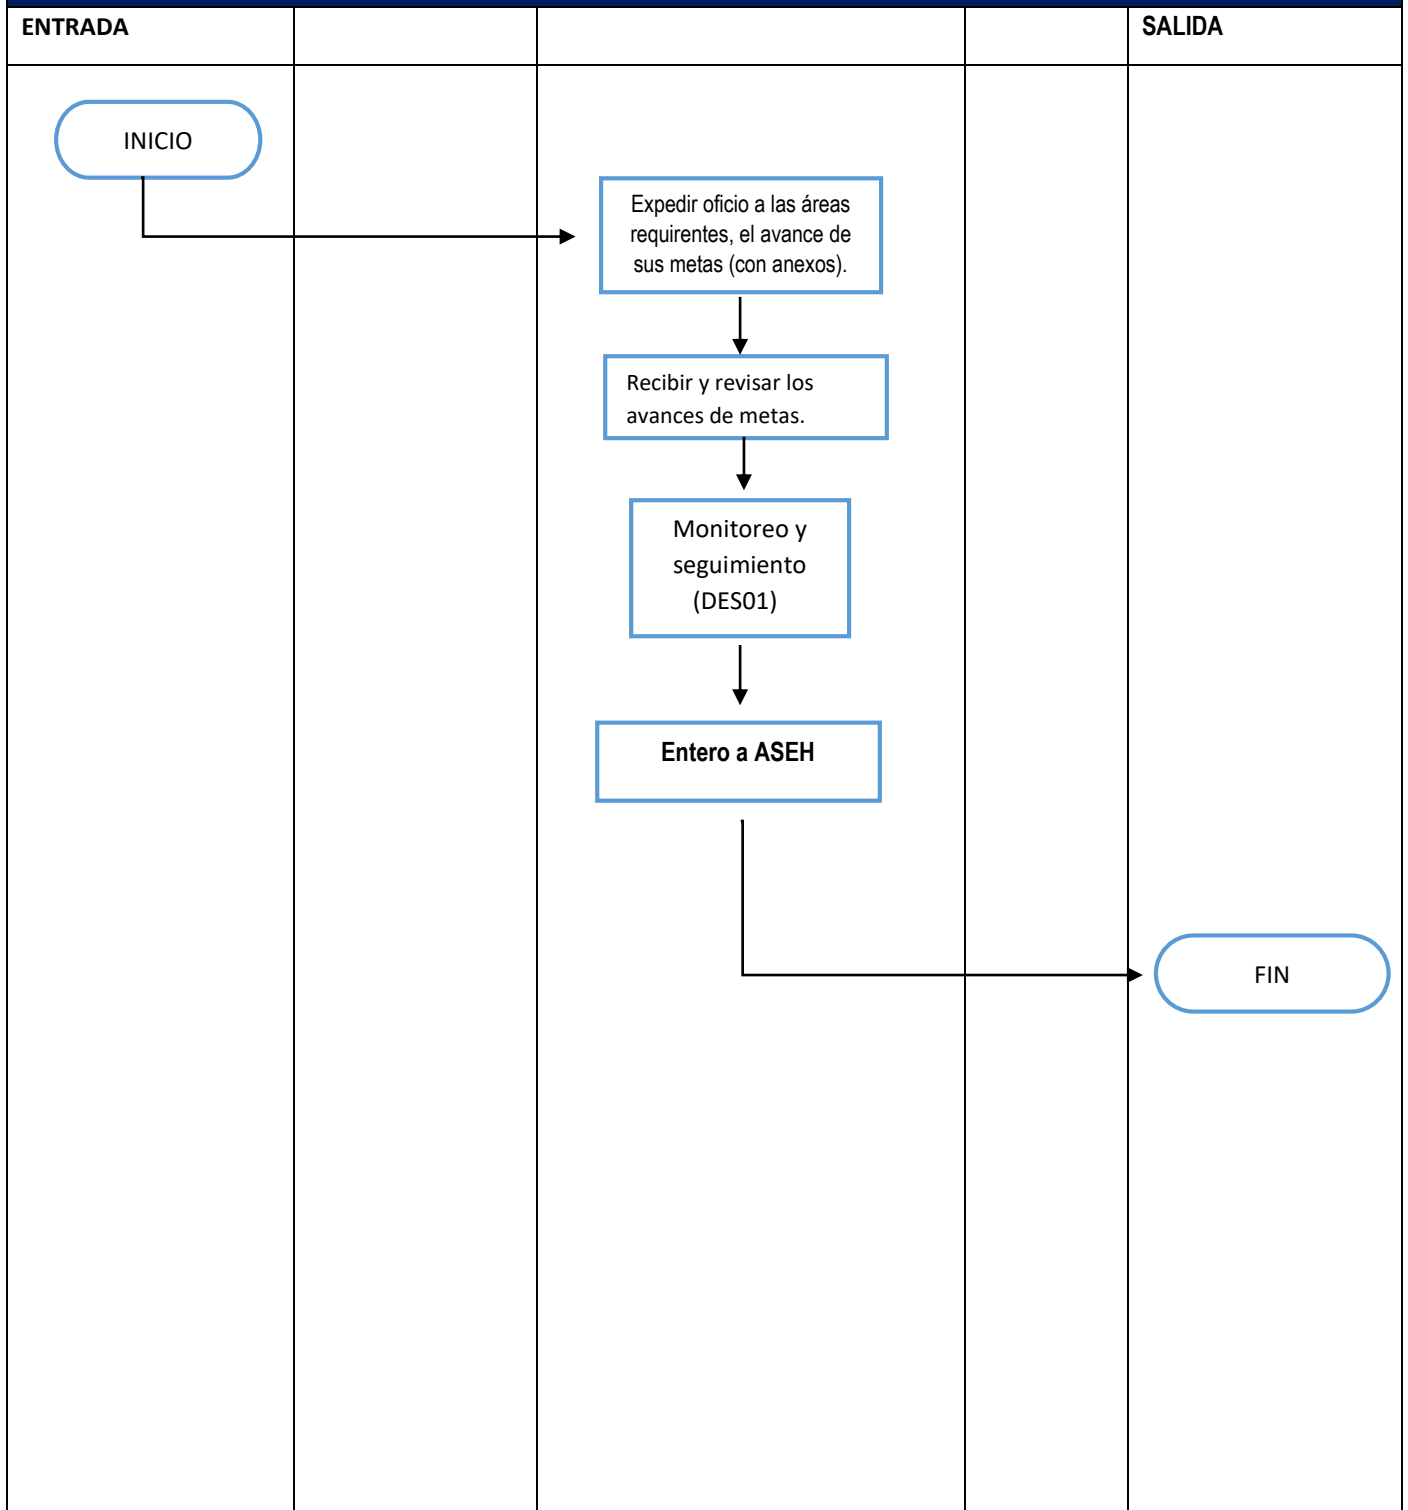 ENTRADA
SALIDA
INICIO
Expedir oficio a las áreas
requirentes, el avance de
sus metas (con anexos).
Recibir y revisar los
avances de metas.
Monitoreo y
seguimiento
(DES01)
Entero a ASEH
FIN